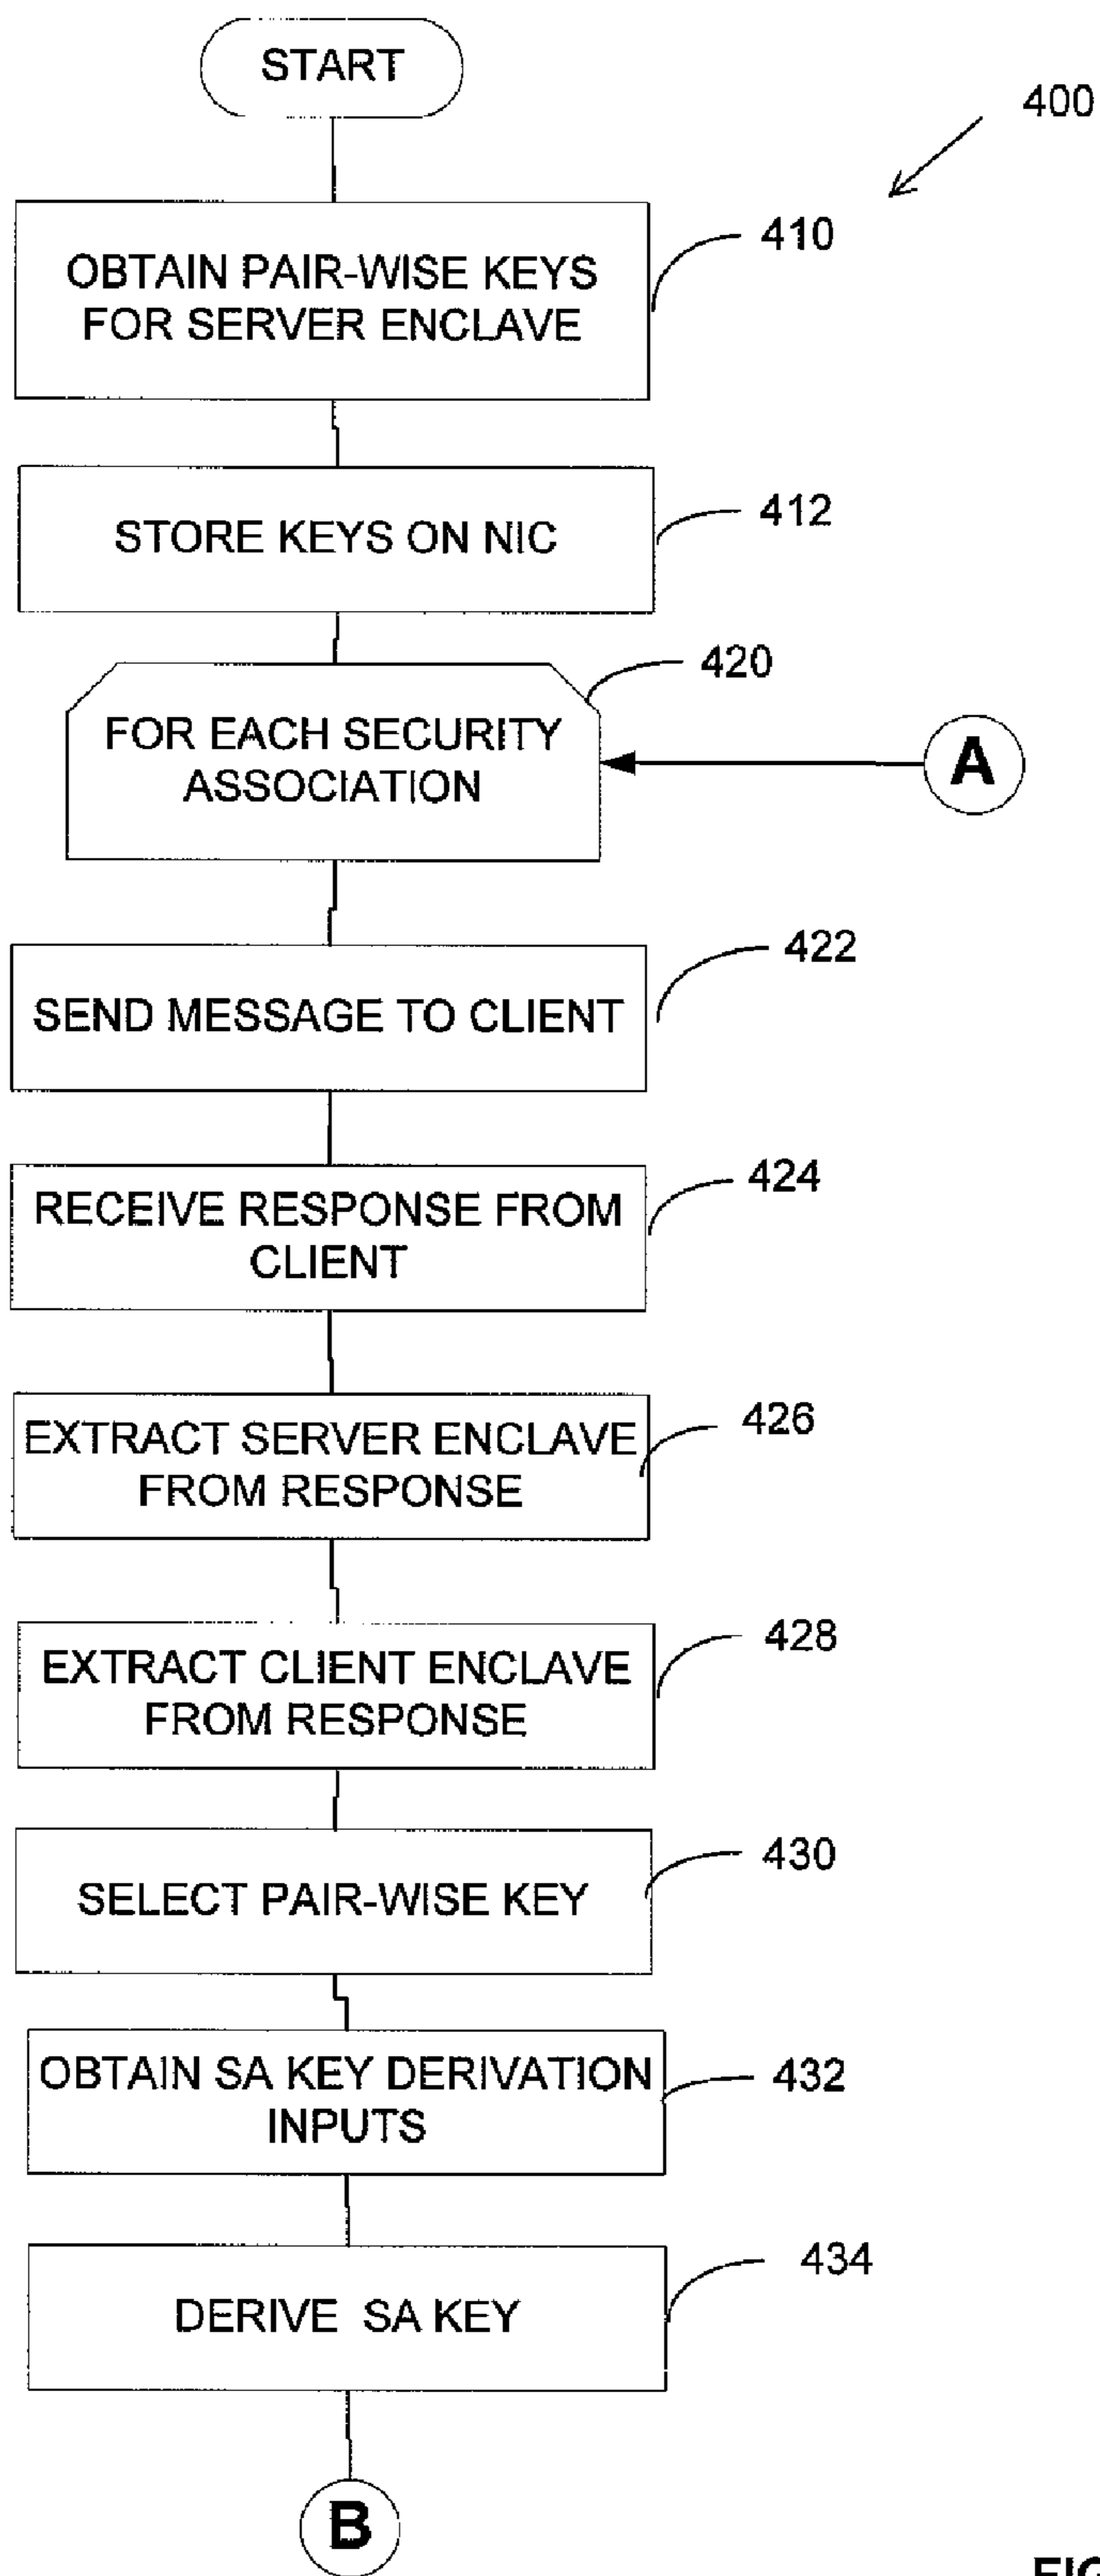 START
400
OBTAIN PAIR-WISE KEYS
FOR SERVER ENCLAVE
410
STORE KEYS ON NIC
412
FOR EACH SECURITY
ASSOCIATION
420
A
SEND MESSAGE TO CLIENT
422
RECEIVE RESPONSE FROM
CLIENT
424
EXTRACT SERVER ENCLAVE
FROM RESPONSE
426
EXTRACT CLIENT ENCLAVE
FROM RESPONSE
428
SELECT PAIR-WISE KEY
430
OBTAIN SA KEY DERIVATION
INPUTS
432
DERIVE SA KEY
434
B